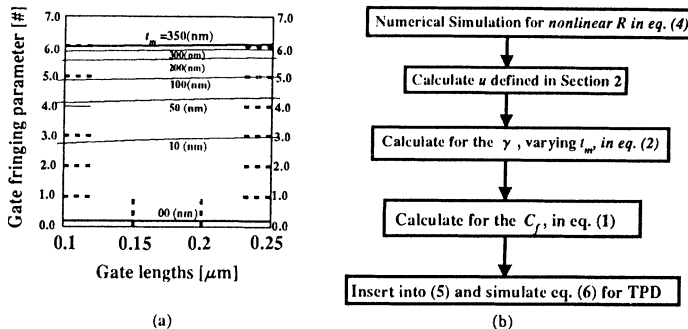 Gate fringing parameter [#]
7.0
6.0
5.0
4.0
3.0
2.0
1.0
0.0
t_m =350(nm)
300(nm)
200(nm)
100(nm)
50 (nm)
10 (nm)
00 (nm)
7.0
6.0
5.0
4.0
3.0
2.0
1.0
0.0
0.1 0.15 0.2 0.25
Gate lengths [μm]
(a)
Numerical Simulation for nonlinear R in eq. (4)
Calculate u defined in Section 2
Calculate for the γ , varying t_m, in eq. (2)
Calculate for the C_f, in eq. (1)
Insert into (5) and simulate eq. (6) for TPD
(b)